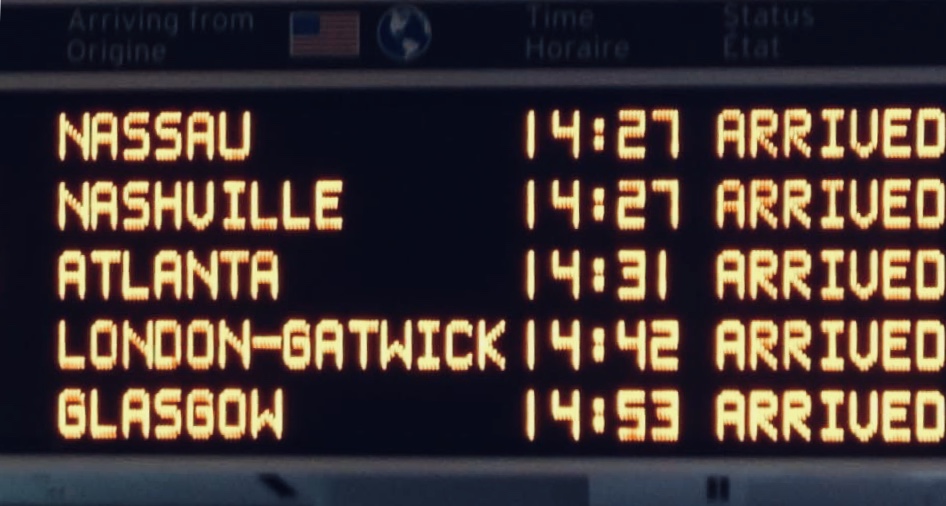 Arriving from Time Status
Origine Horaire État
NASSAU 14:27 ARRIVED
NASHVILLE 14:27 ARRIVED
ATLANTA 14:31 ARRIVED
LONDON-GATWICK 14:42 ARRIVED
GLASGOW 14:53 ARRIVED